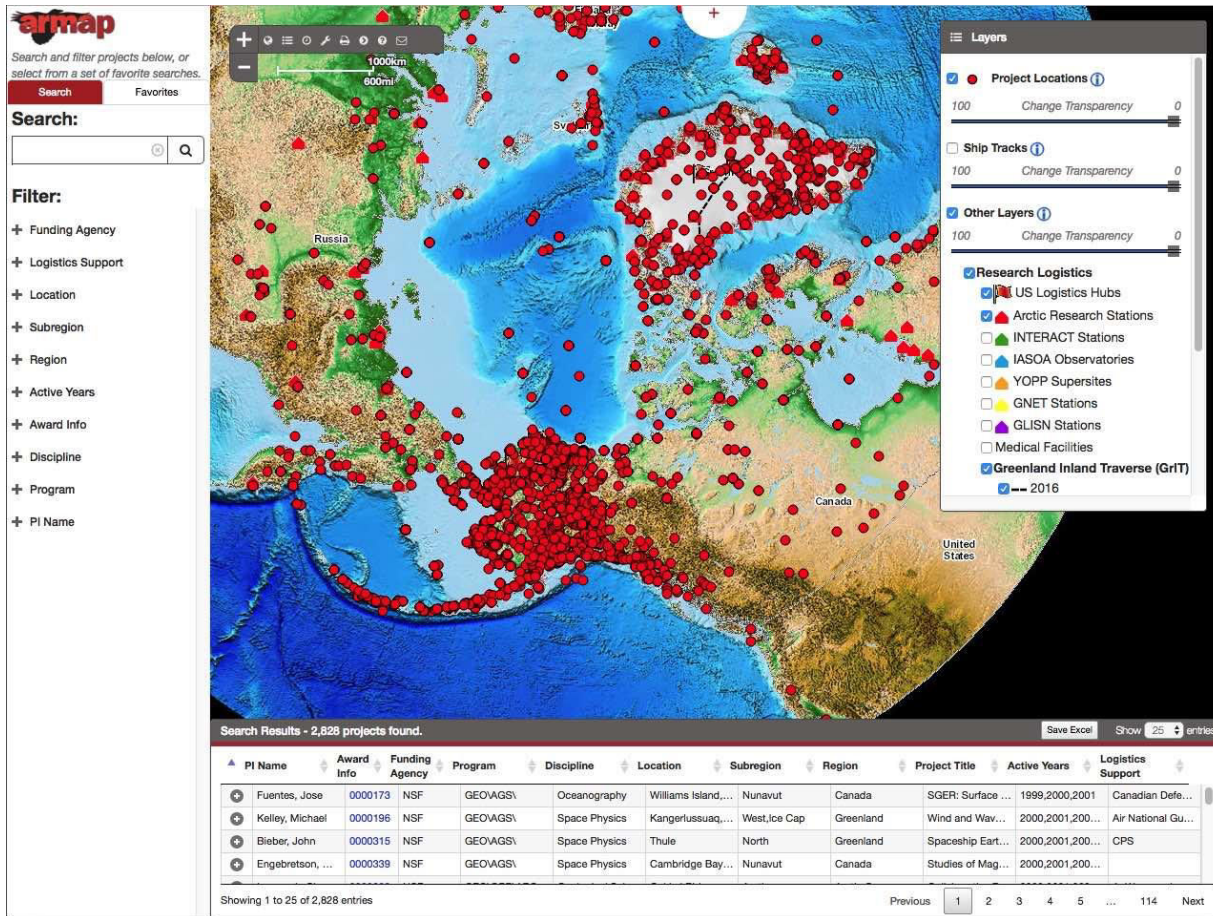 armap
Search and filter projects below, or
select from a set of favorite searches.
Search
Favorites
Search:
Filter:
Funding Agency
Logistics Support
Location
Subregion
Region
Active Years
Award Info
Discipline
Program
PI Name
1000km
600mi
Russia
Canada
United
States
Layers
Project Locations
100 Change Transparency 0
Ship Tracks
100 Change Transparency 0
Other Layers
100 Change Transparency 0
Research Logistics
US Logistics Hubs
Arctic Research Stations
INTERACT Stations
IASOA Observatories
YOPP Supersites
GNET Stations
GLISN Stations
Medical Facilities
Greenland Inland Traverse (GrIT)
2016
Search Results - 2,828 projects found.
Save Excel
Show 25 entries
PI Name Award Info Funding Agency Program Discipline Location Subregion Region Project Title Active Years Logistics Support
Fuentes, Jose 0000173 NSF GEO\AGS\ Oceanography Williams Island,... Nunavut Canada SGER: Surface ... 1999,2000,2001 Canadian Defe...
Kelley, Michael 0000196 NSF GEO\AGS\ Space Physics Kangerlussuaq,... West,Ice Cap Greenland Wind and Wav... 2000,2001,200... Air National Gu...
Bieber, John 0000315 NSF GEO\AGS\ Space Physics Thule North Greenland Spaceship Eart... 2000,2001,200... CPS
Engebretson, ... 0000339 NSF GEO\AGS\ Space Physics Cambridge Bay... Nunavut Canada Studies of Mag... 2000,2001,200...
Showing 1 to 25 of 2,828 entries
Previous 1 2 3 4 5 ... 114 Next